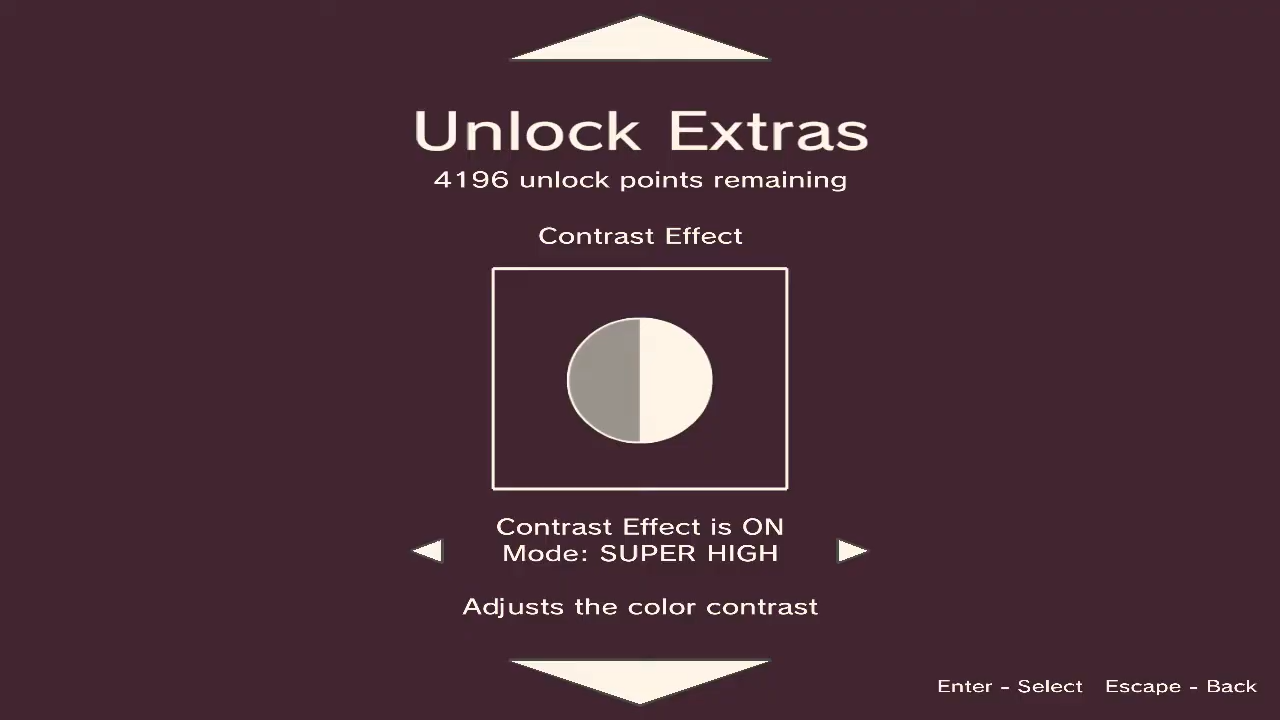 Unlock Extras
4196 unlock points remaining
Contrast Effect
Contrast Effect is ON
Mode: SUPER HIGH
Adjusts the color contrast
Enter - Select Escape - Back